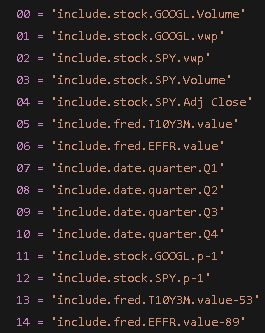 00 = 'include.stock.GOOGL.Volume'
01 = 'include.stock.GOOGL.vwp'
02 = 'include.stock.SPY.vwp'
03 = 'include.stock.SPY.Volume'
04 = 'include.stock.SPY.Adj Close'
05 = 'include.fred.T10Y3M.value'
06 = 'include.fred.EFFR.value'
07 = 'include.date.quarter.Q1'
08 = 'include.date.quarter.Q2'
09 = 'include.date.quarter.Q3'
10 = 'include.date.quarter.Q4'
11 = 'include.stock.GOOGL.p-1'
12 = 'include.stock.SPY.p-1'
13 = 'include.fred.T10Y3M.value-53'
14 = 'include.fred.EFFR.value-89'